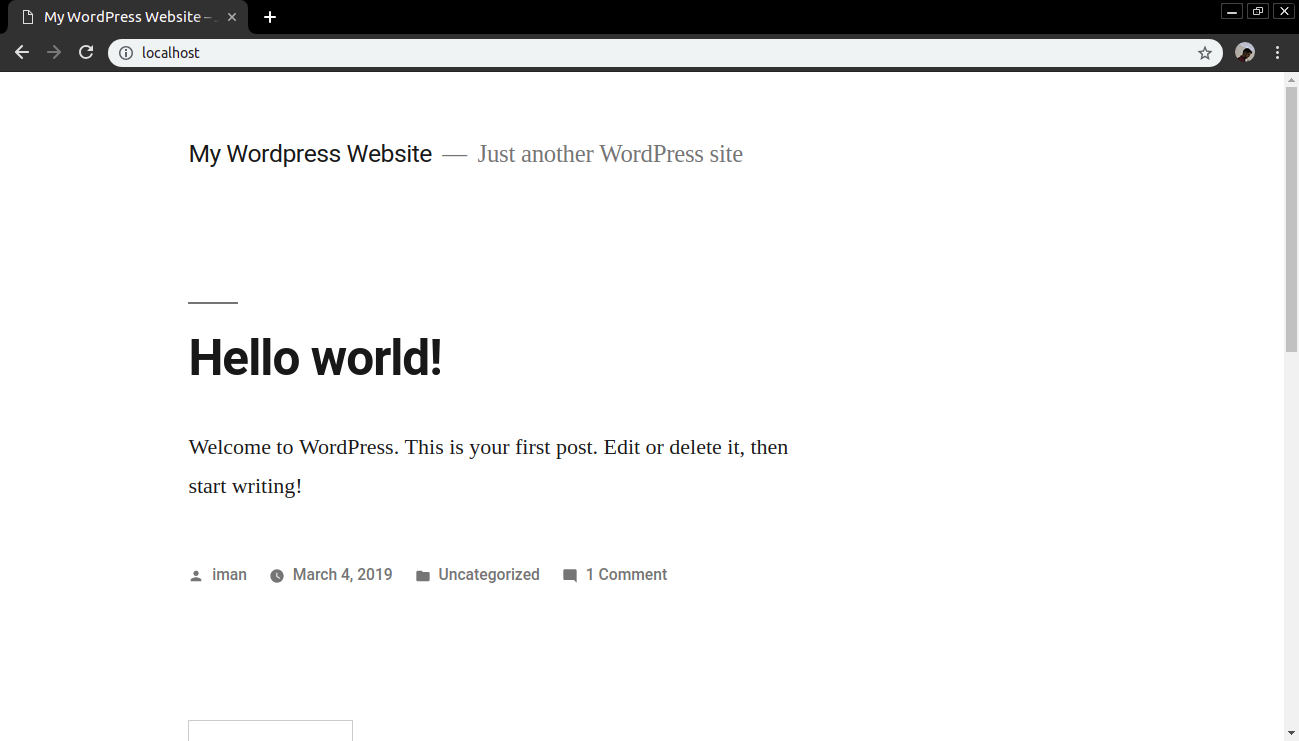 My WordPress Website –
localhost
My Wordpress Website — Just another WordPress site
Hello world!
Welcome to WordPress. This is your first post. Edit or delete it, then
start writing!
iman March 4, 2019 Uncategorized 1 Comment